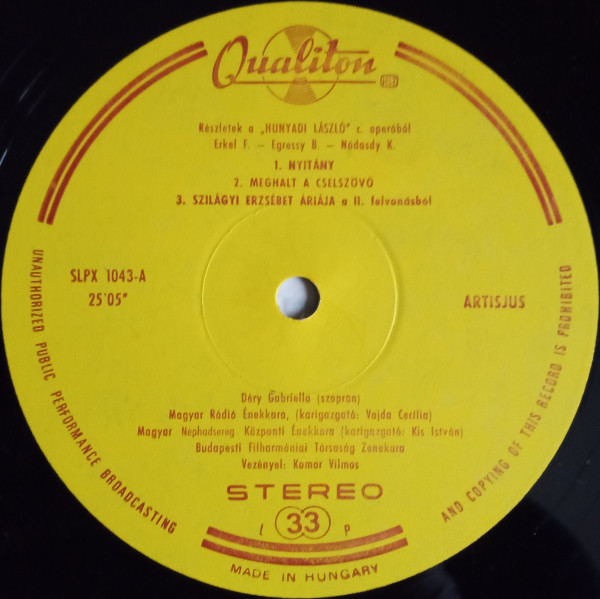 Qualiton
Részletek a „HUNYADI LÁSZLÓ” c. operából
Erkel F. – Egressy B. – Nádasdy K.
1. NYITÁNY
2. MEGHALT A CSELSZÖVŐ
3. SZILÁGYI ERZSÉBET ÁRIÁJA a II. felvonásból
SLPX 1043-A
25'05"
ARTISJUS
Déry Gabriella (szoprán)
Magyar Rádió Énekkara, (karigazgató: Vajda Cecília)
Magyar Néphadsereg Központi Énekkara (karigazgató: Kis István)
Budapesti Filharmóniai Társaság Zenekara
Vezényel: Komor Vilmos
STEREO
L 33 P
MADE IN HUNGARY
UNAUTHORIZED PUBLIC PERFORMANCE BROADCASTING
AND COPYING OF THIS RECORD IS PROHIBITED